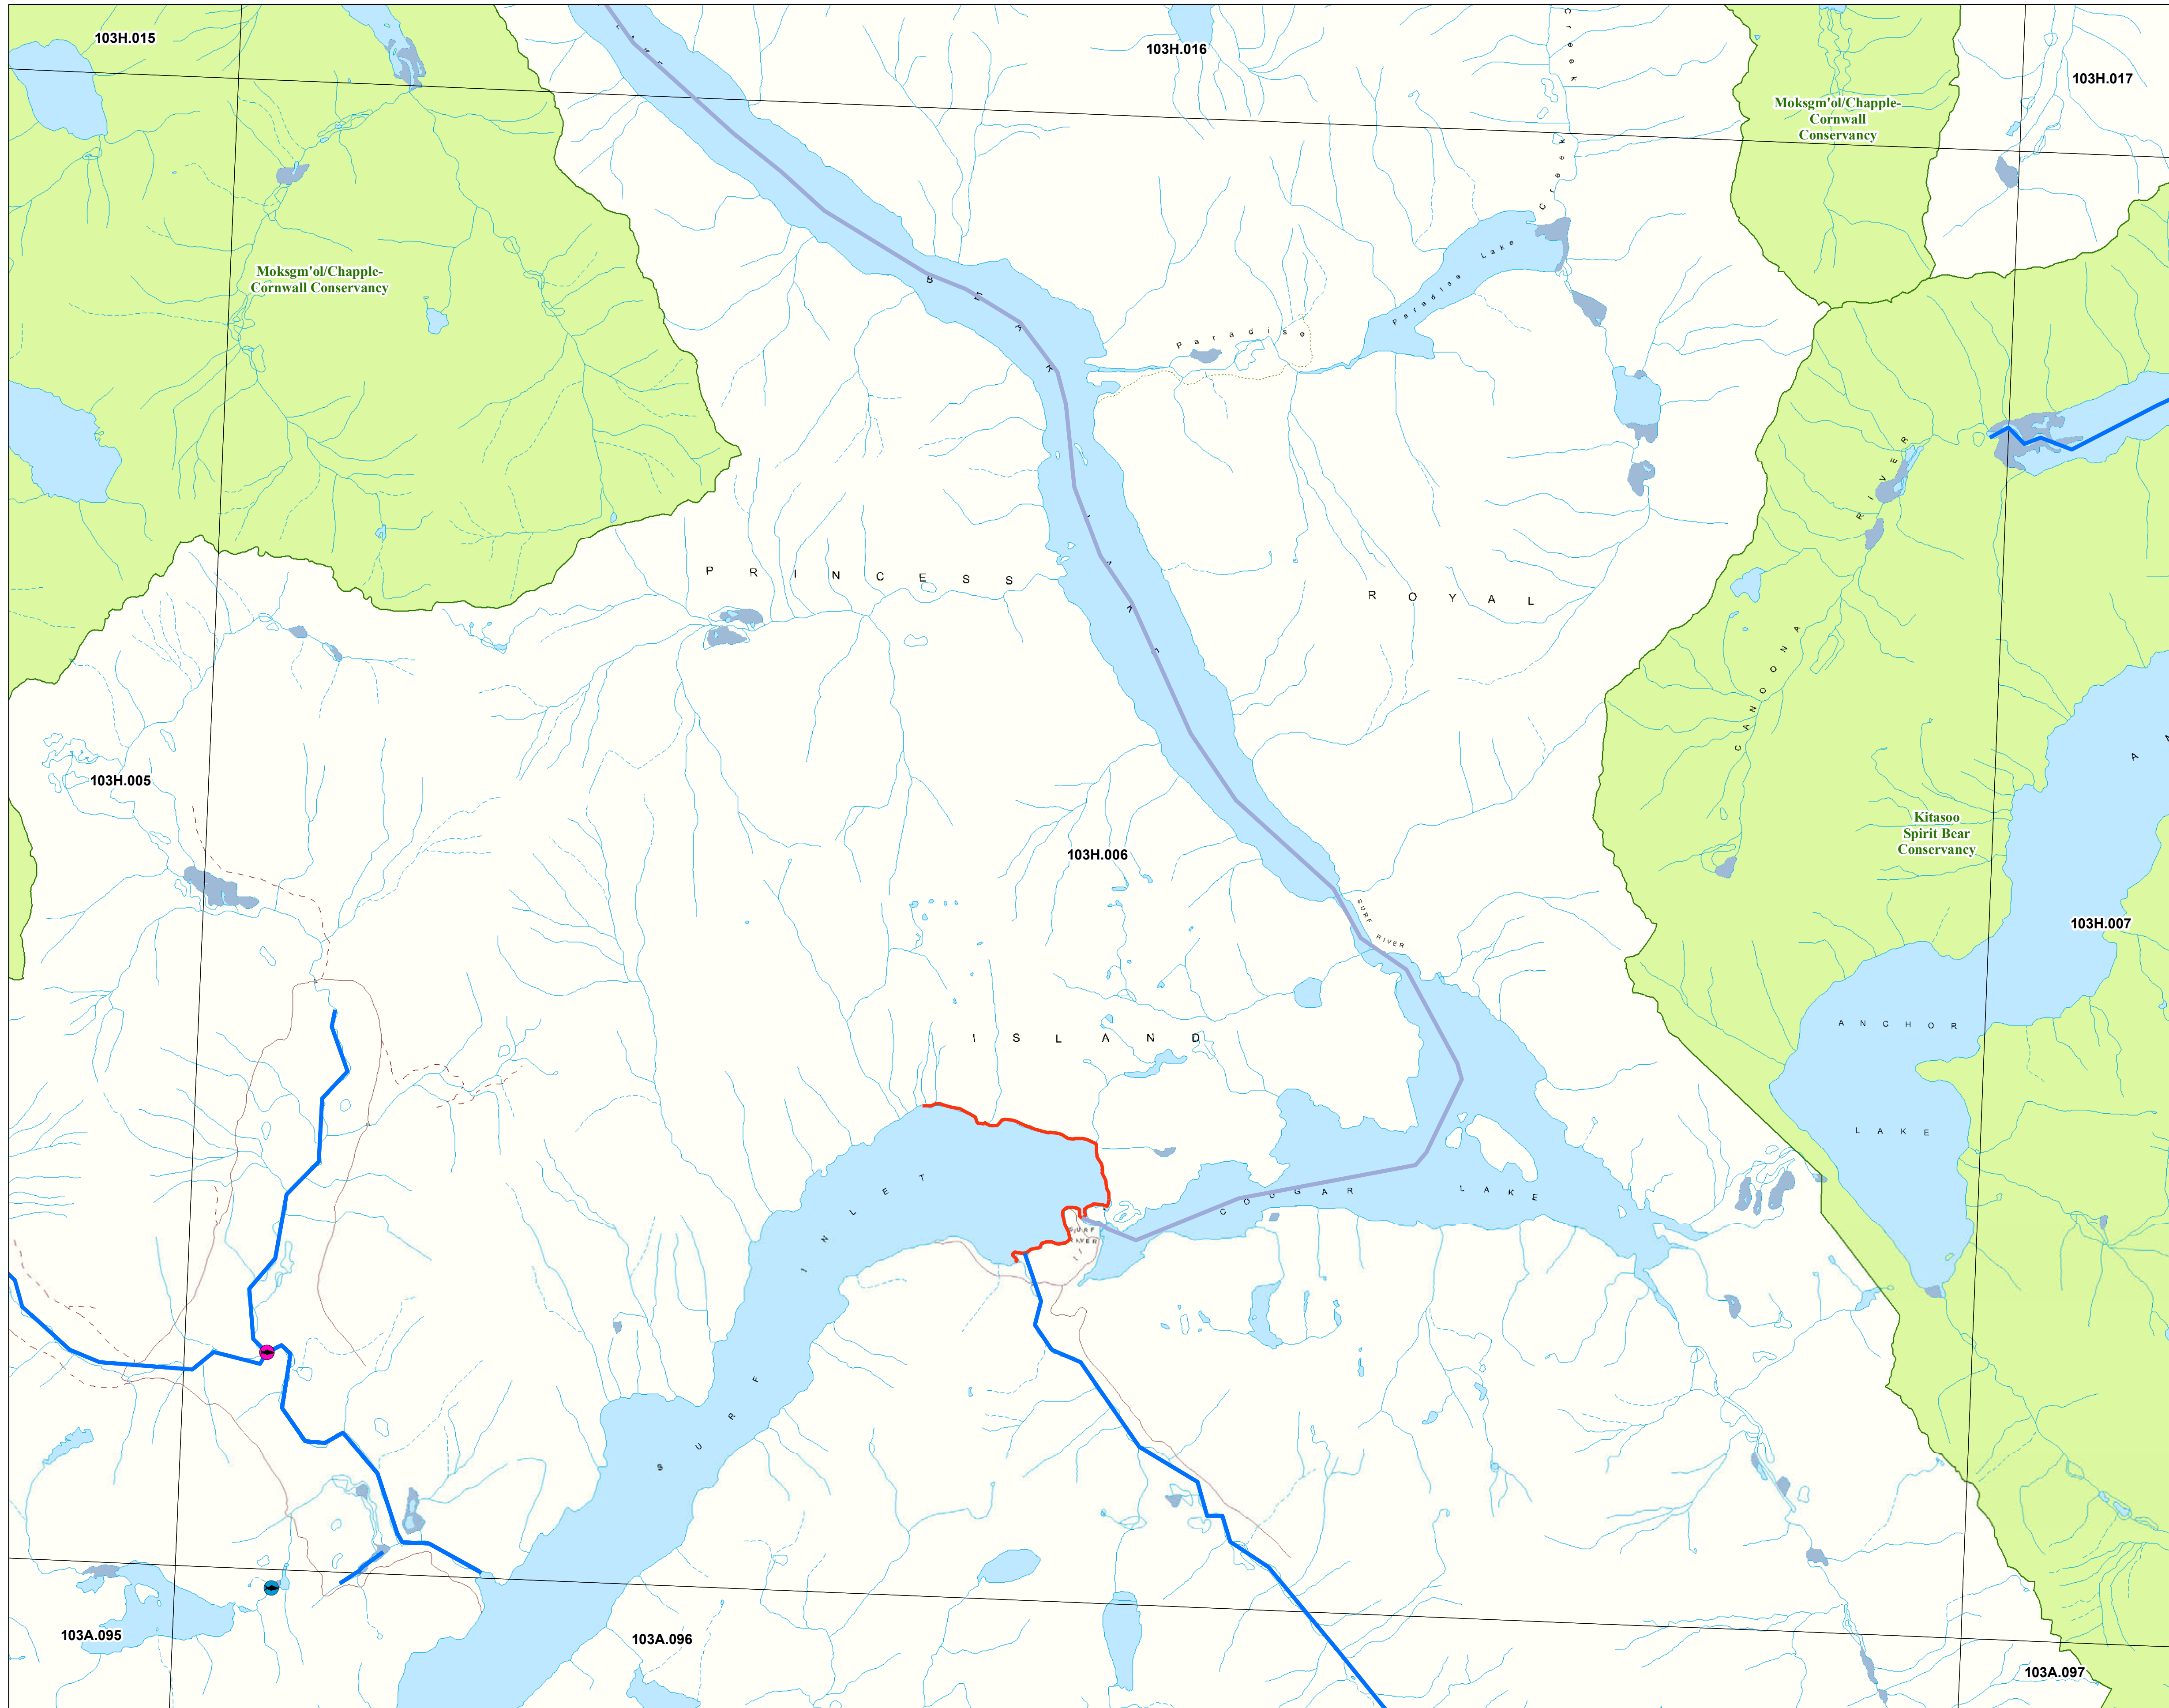 103H.015
103H.016
103H.017
Creek
Creek
Moksgm'ol/Chapple-
Cornwall
Conservancy
Moksgm'ol/Chapple-
Cornwall Conservancy
Paradise Lake
Paradise
RIVER
CANOONA
PRINCESS
ROYAL
103H.005
103H.006
Kitasoo
Spirit Bear
Conservancy
103H.007
SURF
RIVER
ANCHOR
LAKE
ISLAND
COUGAR LAKE
SURF
INLET
SURF
103A.095
103A.096
103A.097